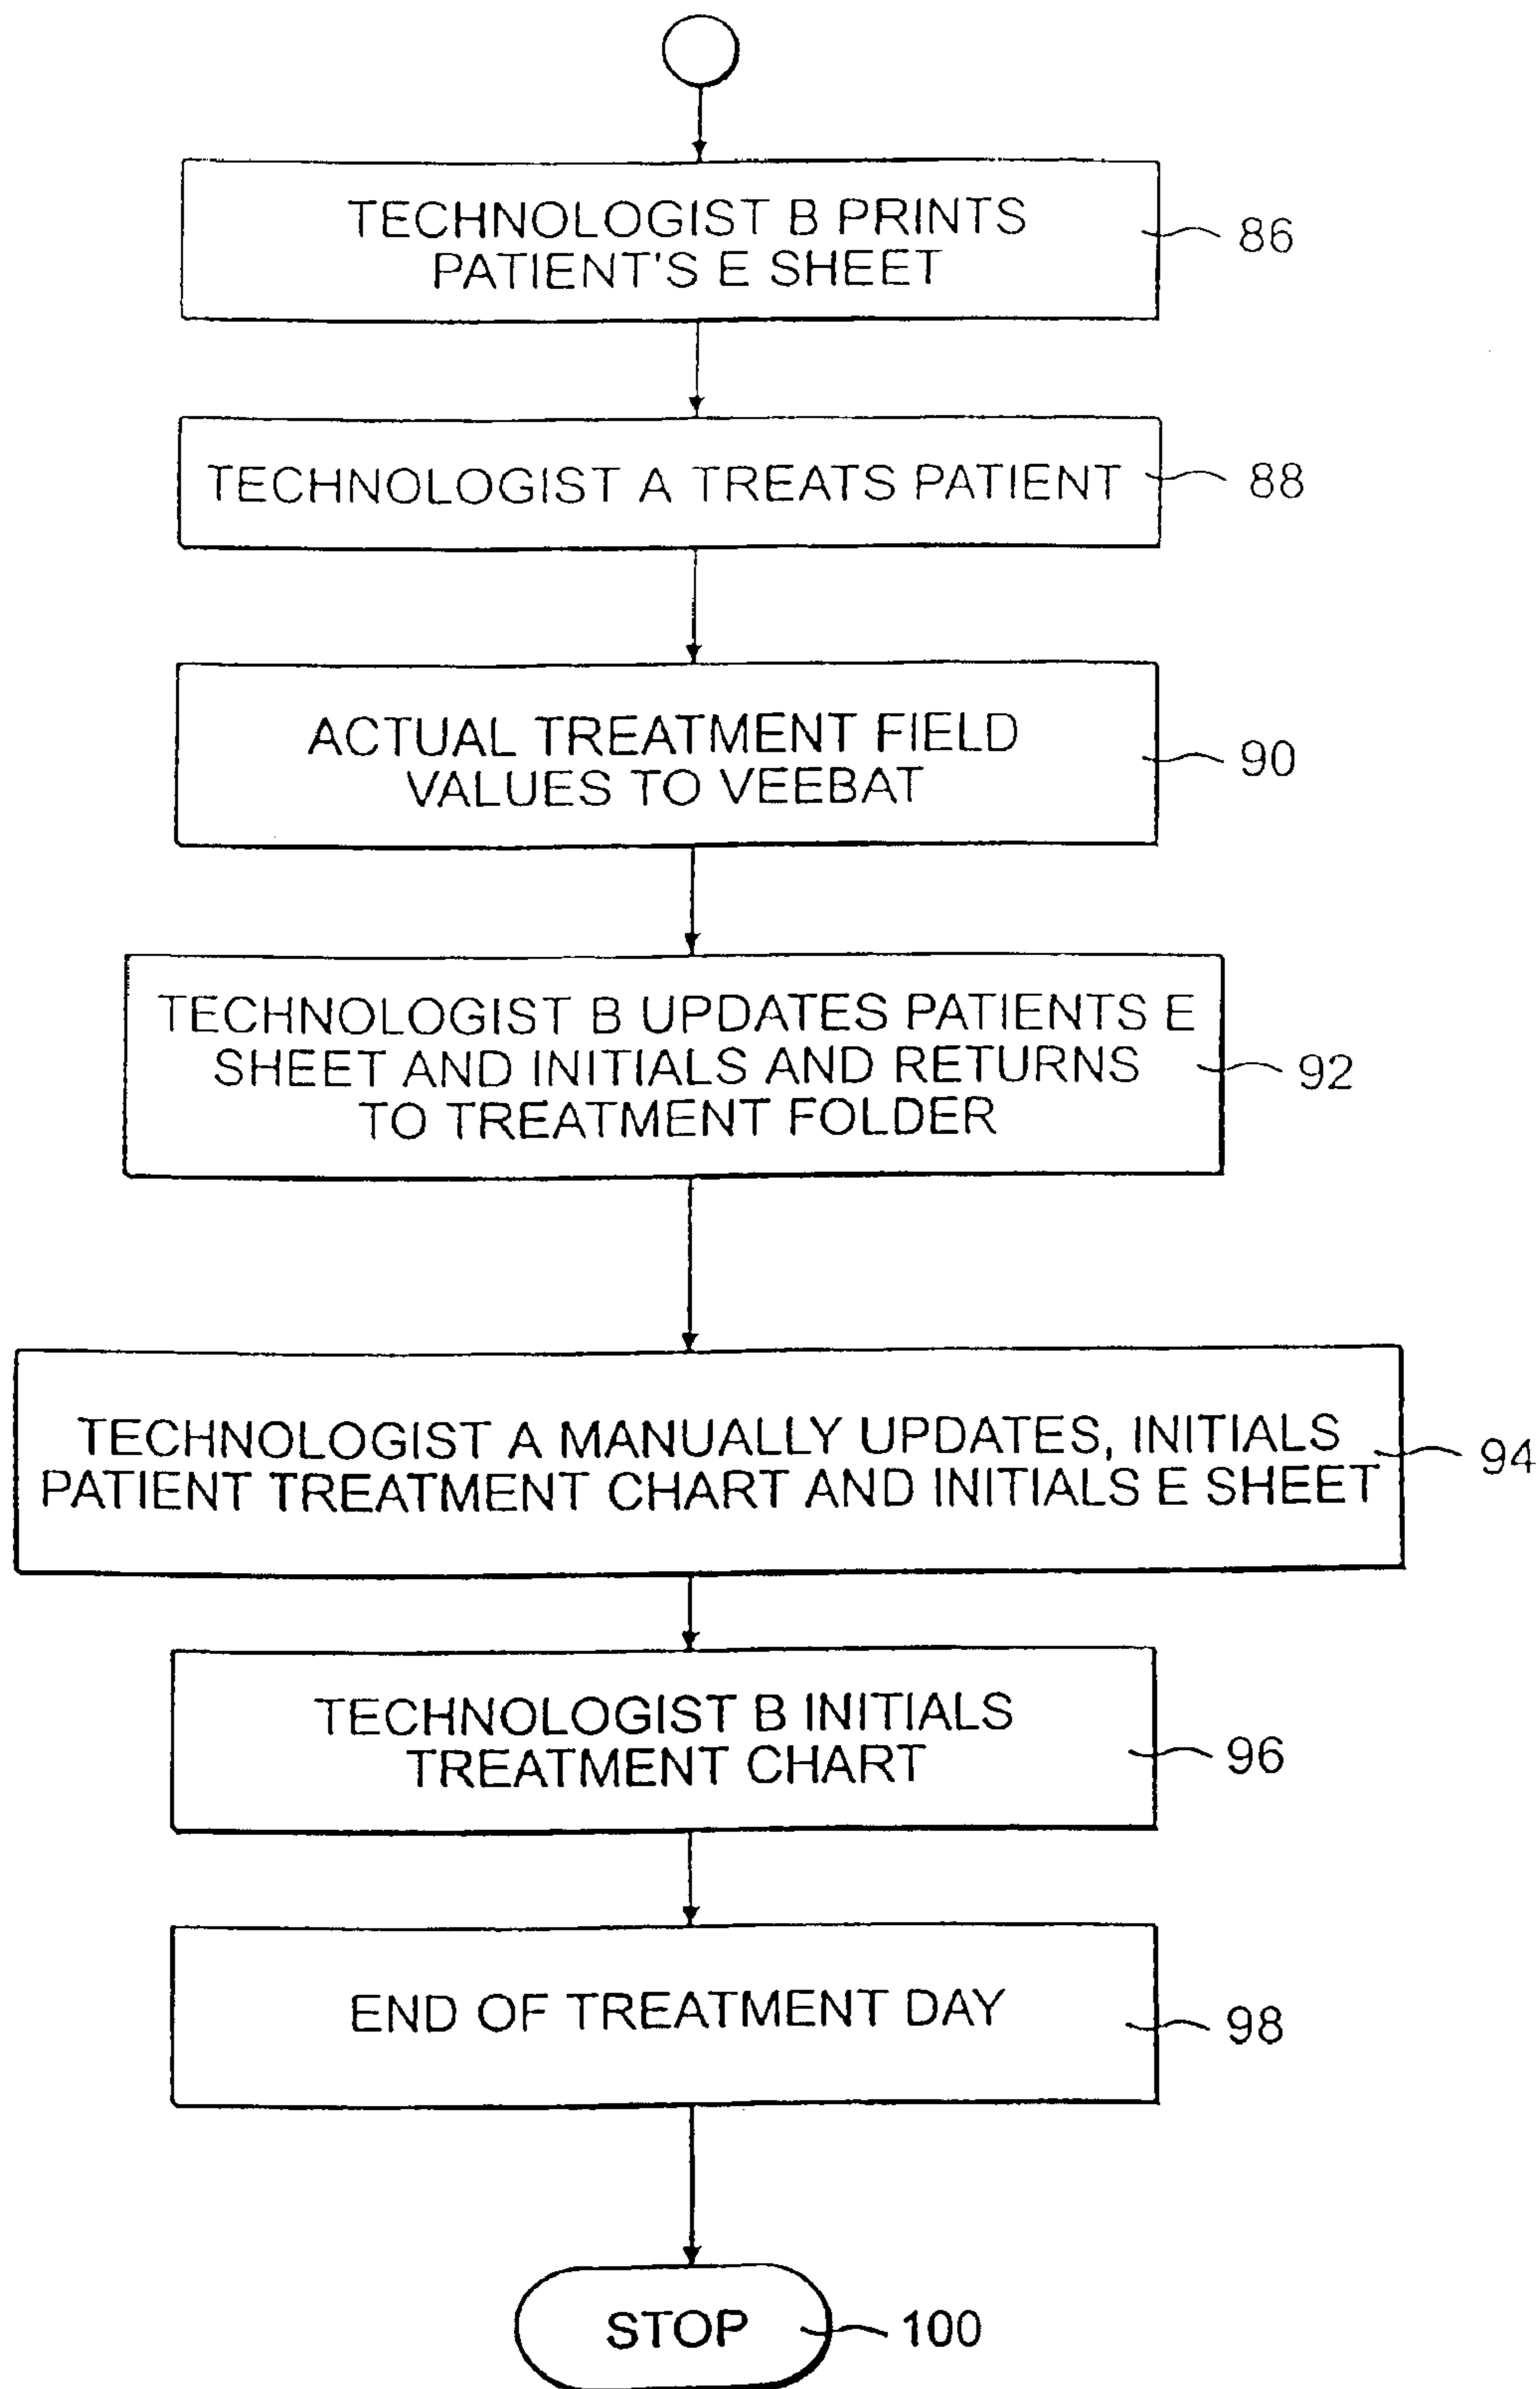 TECHNOLOGIST B PRINTS
PATIENT'S E SHEET
86
TECHNOLOGIST A TREATS PATIENT
88
ACTUAL TREATMENT FIELD
VALUES TO VEEBAT
90
TECHNOLOGIST B UPDATES PATIENTS E
SHEET AND INITIALS AND RETURNS
TO TREATMENT FOLDER
92
TECHNOLOGIST A MANUALLY UPDATES, INITIALS
PATIENT TREATMENT CHART AND INITIALS E SHEET
94
TECHNOLOGIST B INITIALS
TREATMENT CHART
96
END OF TREATMENT DAY
98
STOP
100